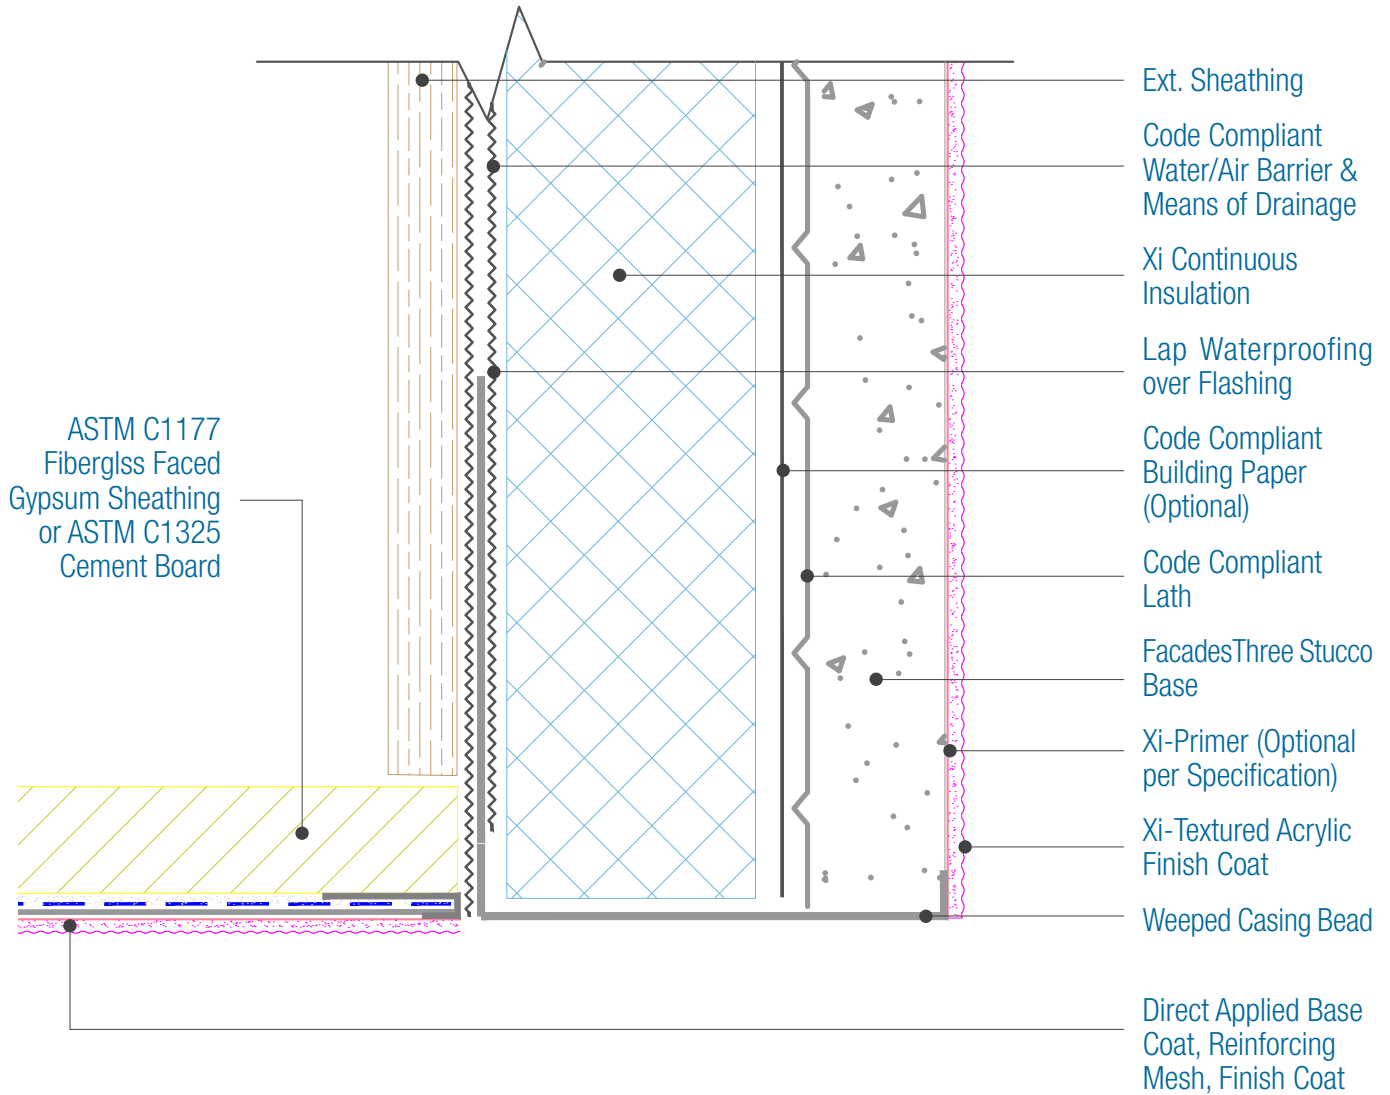 Ext. Sheathing
Code Compliant
Water/Air Barrier &
Means of Drainage
Xi Continuous
Insulation
Lap Waterproofing
over Flashing
ASTM C1177
Fiberglss Faced
Gypsum Sheathing
or ASTM C1325
Cement Board
Code Compliant
Building Paper
(Optional)
Code Compliant
Lath
FacadesThree Stucco
Base
Xi-Primer (Optional
per Specification)
Xi-Textured Acrylic
Finish Coat
Weeped Casing Bead
Direct Applied Base
Coat, Reinforcing
Mesh, Finish Coat